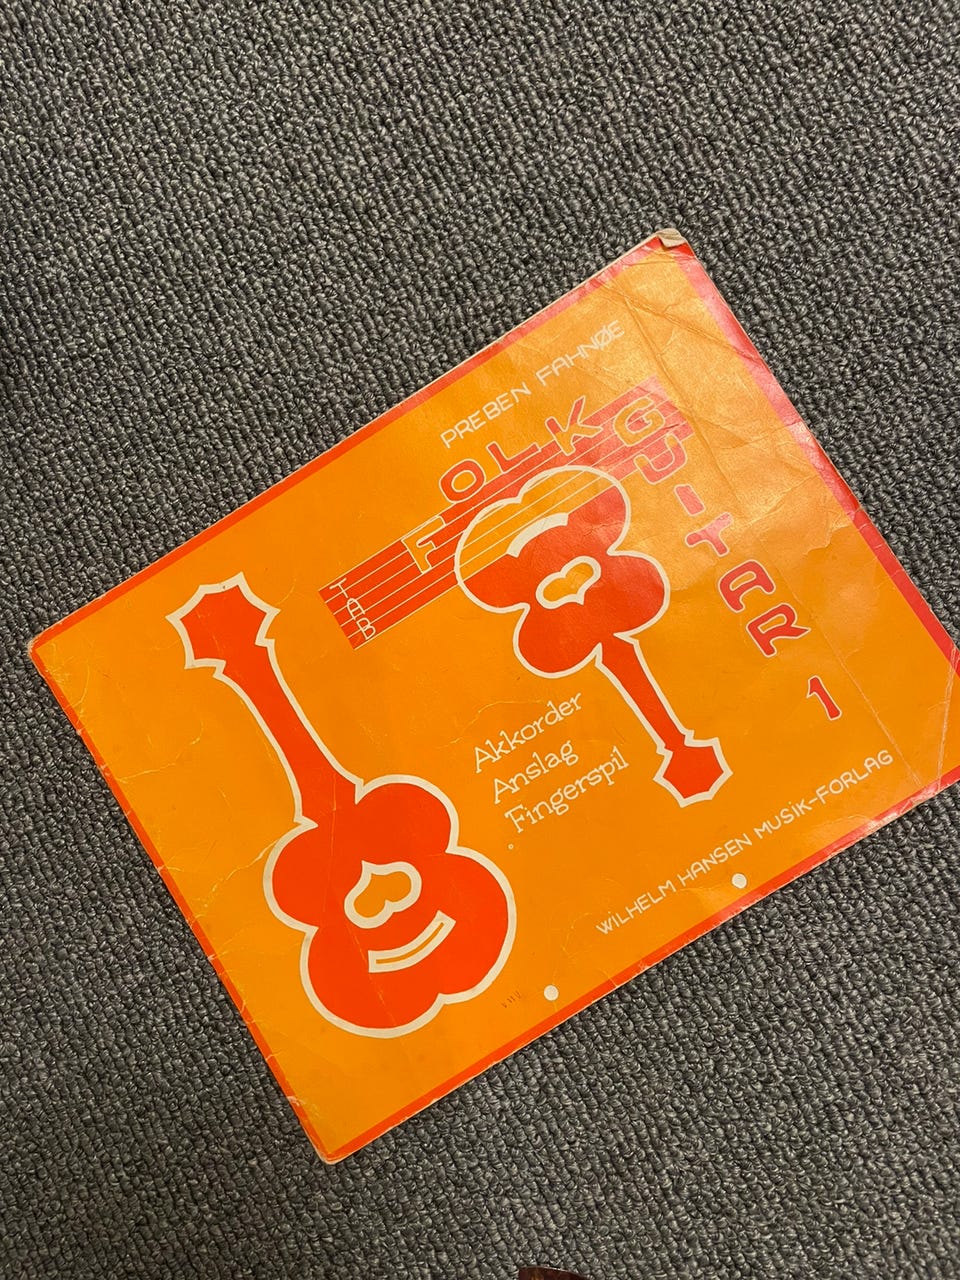 PREBEN FAHNØE
FOLK
GUITAR
1
TAB
Akkorder
Anslag
Fingerspil
WILHELM HANSEN MUSIK-FORLAG